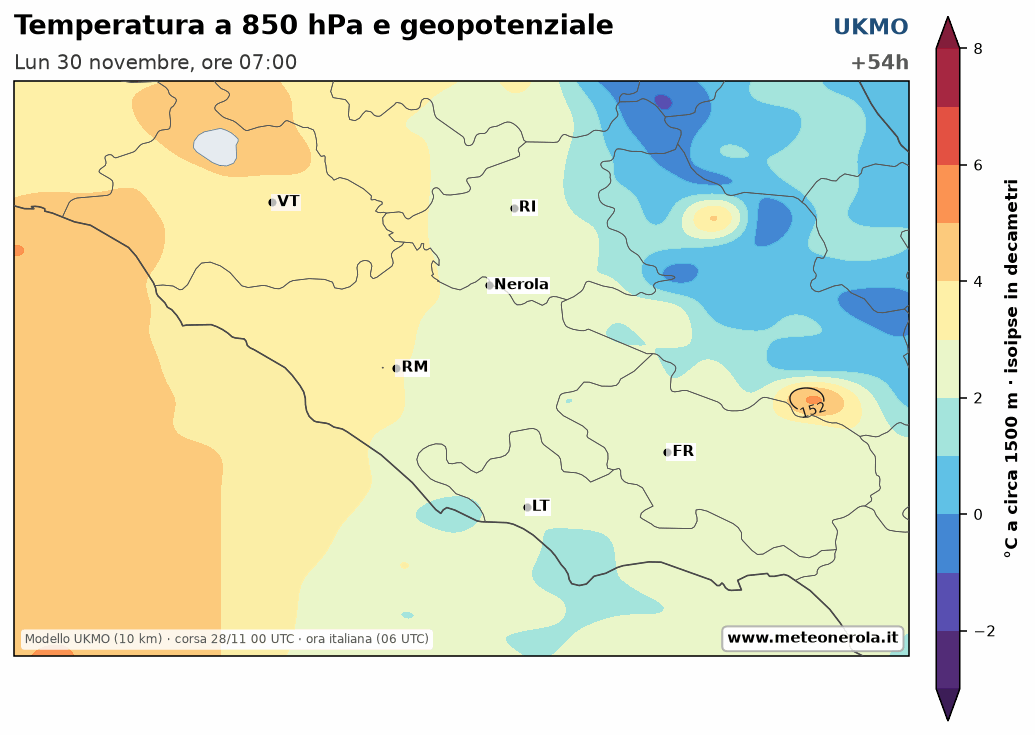 Temperatura a 850 hPa e geopotenziale
UKMO
Lun 30 novembre, ore 07:00
+54h
VT
RI
Nerola
RM
152
FR
LT
Modello UKMO (10 km) · corsa 28/11 00 UTC · ora italiana (06 UTC)
www.meteonerola.it
8
6
4
2
0
−2
°C a circa 1500 m · isoipse in decametri